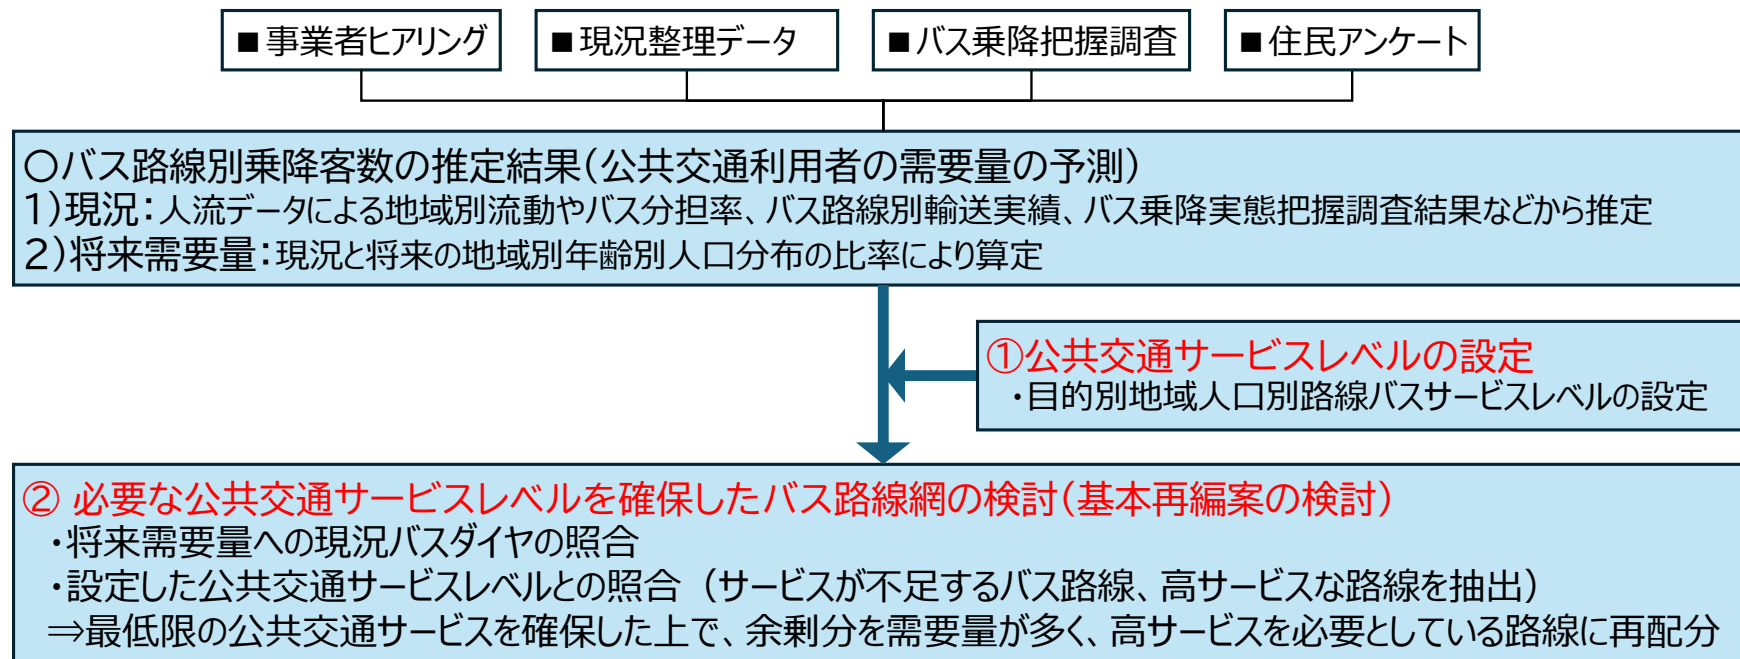 ■事業者ヒアリング
■現況整理データ
■バス乗降把握調査
■住民アンケート
○バス路線別乗降客数の推定結果(公共交通利用者の需要量の予測)
1)現況：人流データによる地域別流動やバス分担率、バス路線別輸送実績、バス乗降実態把握調査結果などから推定
2)将来需要量：現況と将来の地域別年齢別人口分布の比率により算定
①公共交通サービスレベルの設定
・目的別地域人口別路線バスサービスレベルの設定
② 必要な公共交通サービスレベルを確保したバス路線網の検討(基本再編案の検討)
・将来需要量への現況バスダイヤの照合
・設定した公共交通サービスレベルとの照合（サービスが不足するバス路線、高サービスな路線を抽出）
⇒最低限の公共交通サービスを確保した上で、余剰分を需要量が多く、高サービスを必要としている路線に再配分